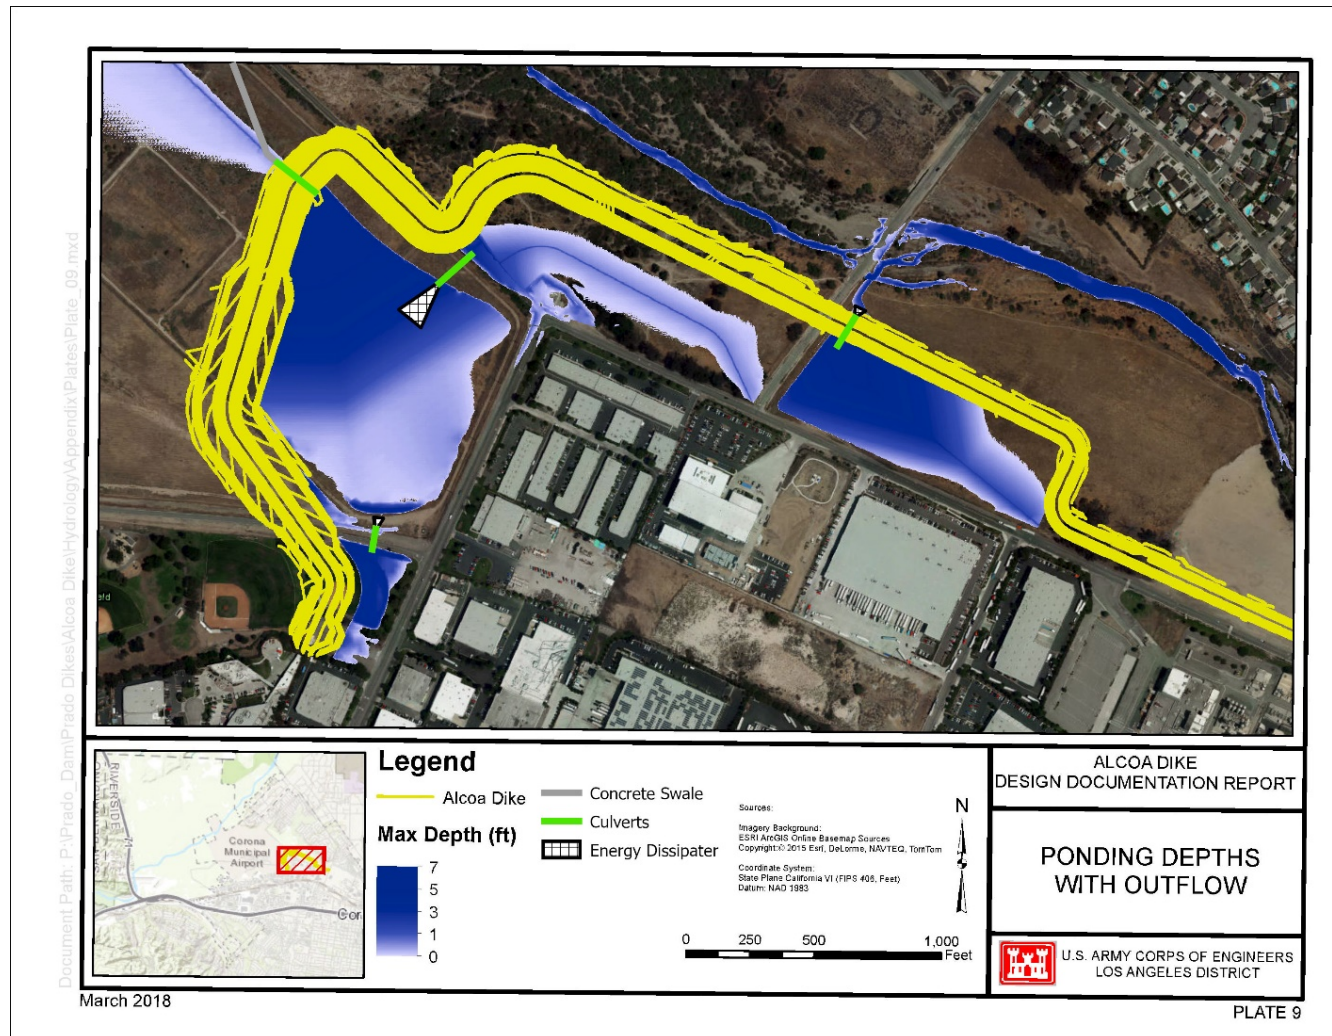 Document Path: P:\Prado_Dam\Prado Dikes\Alcoa Dike\Hydrology\Appendix\Plates\Plate_09.mxd
Legend
Alcoa Dike
Max Depth (ft)
7
5
3
1
0
Concrete Swale
Culverts
Energy Dissipater
Sources:
Imagery Background:
ESRI ArcGIS Online Basemap Sources
Copyright:© 2015 Esri, DeLorme, NAVTEQ, TomTom
Coordinate System:
State Plane California VI (FIPS 406, Feet)
Datum: NAD 1983
N
0 250 500 1,000
Feet
RIVERSIDE
Corona
Municipal
Airport
Cor
ALCOA DIKE
DESIGN DOCUMENTATION REPORT
PONDING DEPTHS
WITH OUTFLOW
U.S. ARMY CORPS OF ENGINEERS
LOS ANGELES DISTRICT
March 2018
PLATE 9